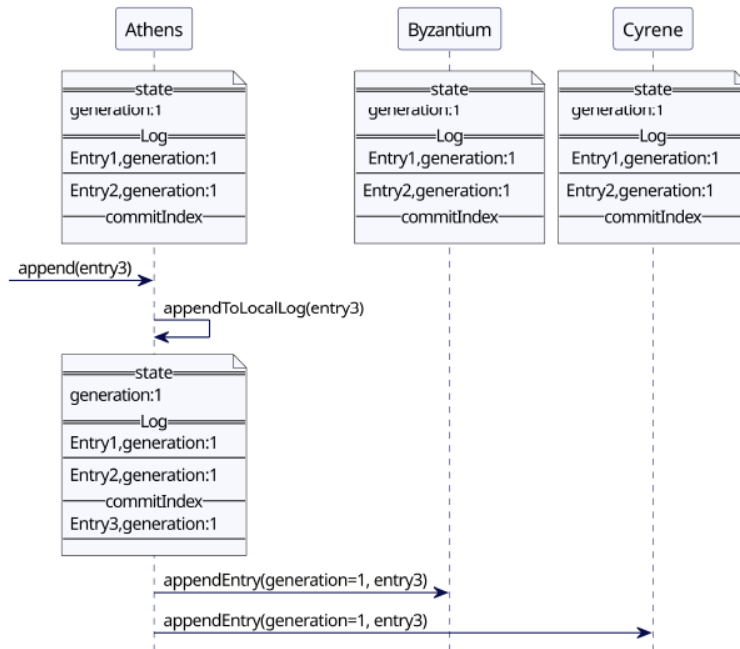 Athens Byzantium Cyrene
state state state
generation:1 generation:1 generation:1
Log Log Log
Entry1,generation:1 Entry1,generation:1 Entry1,generation:1
Entry2,generation:1 Entry2,generation:1 Entry2,generation:1
commitIndex commitIndex commitIndex
append(entry3)
appendToLocalLog(entry3)
state
generation:1
Log
Entry1,generation:1
Entry2,generation:1
commitIndex
Entry3,generation:1
appendEntry(generation=1, entry3)
appendEntry(generation=1, entry3)